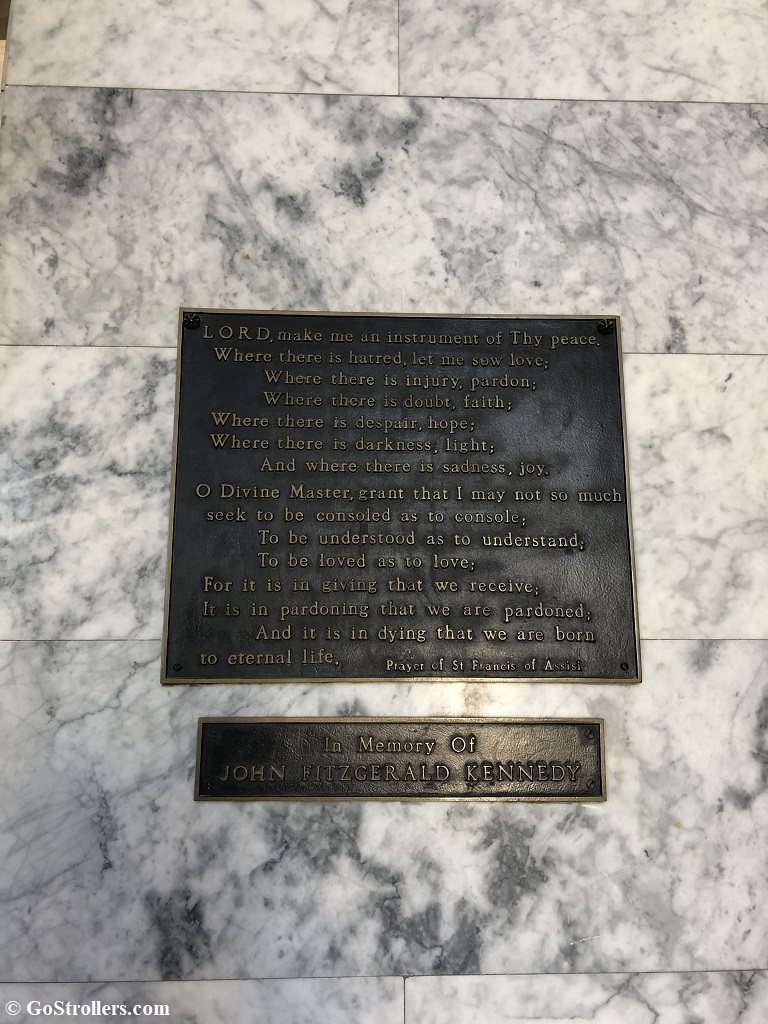 LORD, make me an instrument of Thy peace.
Where there is hatred, let me sow love;
Where there is injury, pardon;
Where there is doubt, faith;
Where there is despair, hope;
Where there is darkness, light;
And where there is sadness, joy.
O Divine Master, grant that I may not so much
seek to be consoled as to console;
To be understood as to understand;
To be loved as to love;
For it is in giving that we receive;
It is in pardoning that we are pardoned;
And it is in dying that we are born
to eternal life.
Prayer of St Francis of Assisi
In Memory Of
JOHN FITZGERALD KENNEDY
© GoStrollers.com